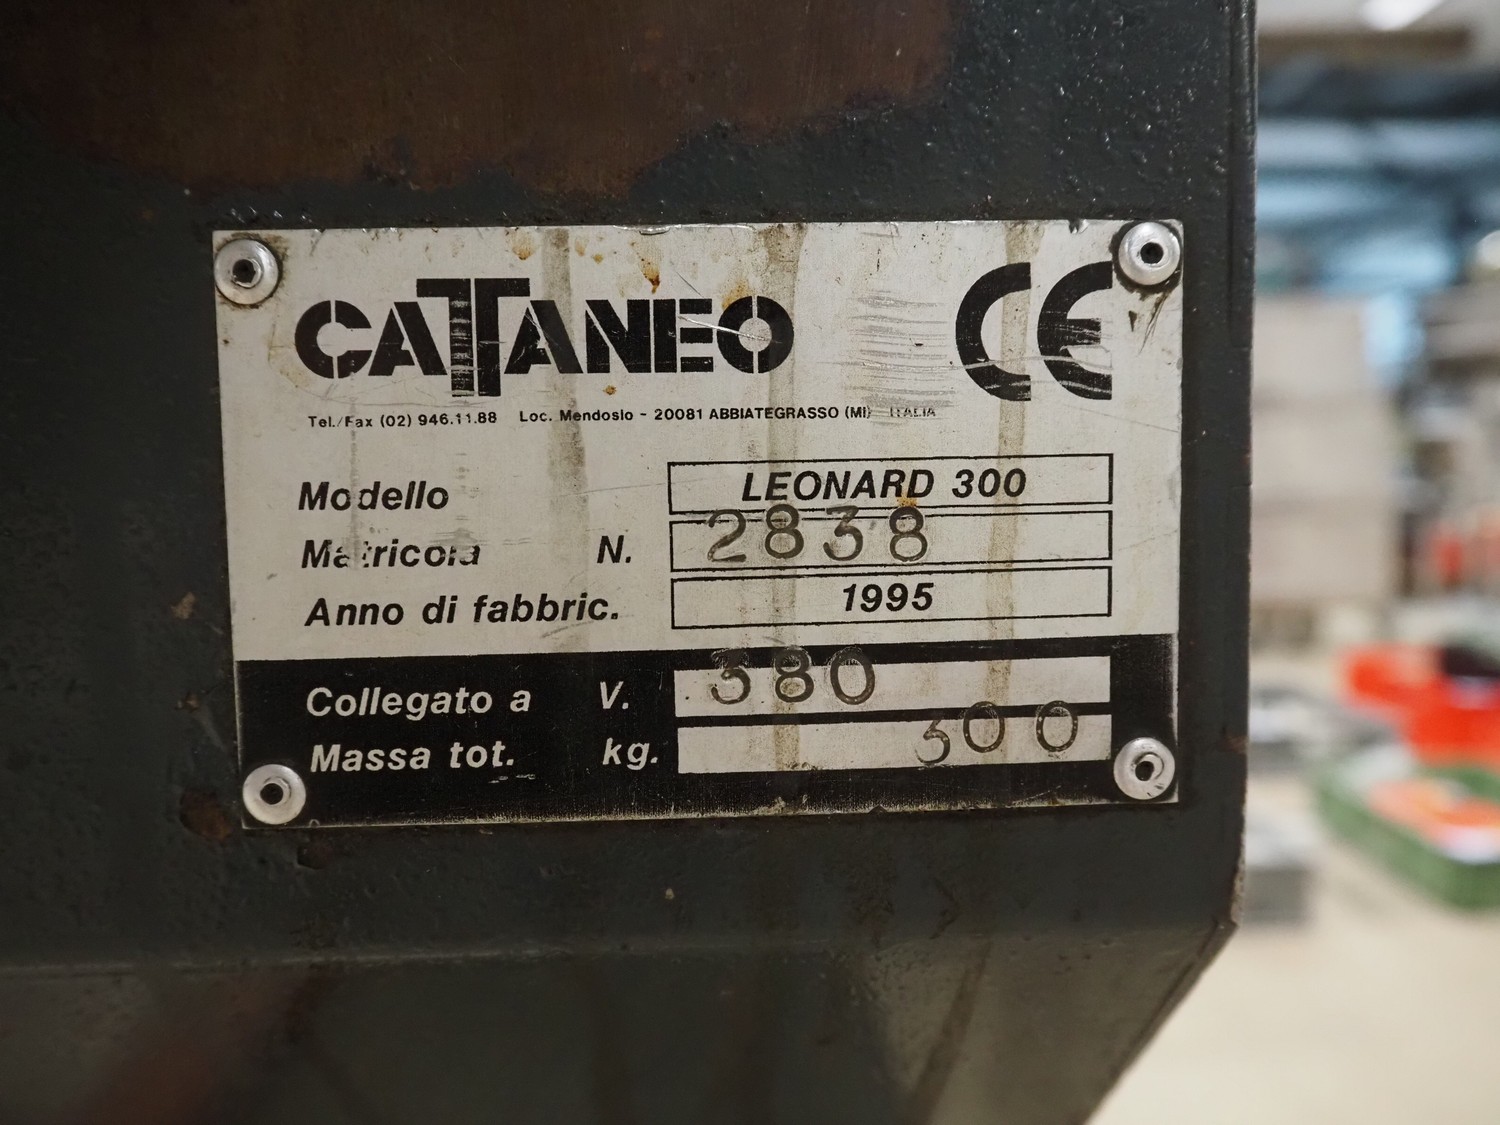 CATTANEO CE
Tel./Fax (02) 946.11.88 Loc. Mendosio - 20081 ABBIATEGRASSO (MI) ITALIA
Modello LEONARD 300
Matricola N. 2838
Anno di fabbric. 1995
Collegato a V. 380
Massa tot. kg. 300